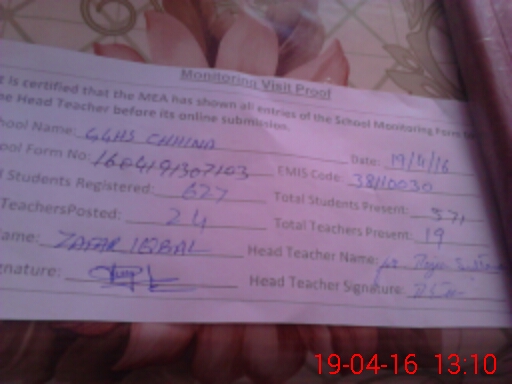 Monitoring Visit Proof
t is certified that the MEA has shown all entries of the School Monitoring Form
he Head Teacher before its online submission.
hool Name: GGHS CHHINA Date: 19/4/16
ool Form No: EMIS Code: 38110030
Students Registered: 627 Total Students Present: 571
TeachersPosted: 24 Total Teachers Present: 19
ame: ZAFAR IQBAL Head Teacher Name:
gnature: Head Teacher Signature:
19-04-16 13:10